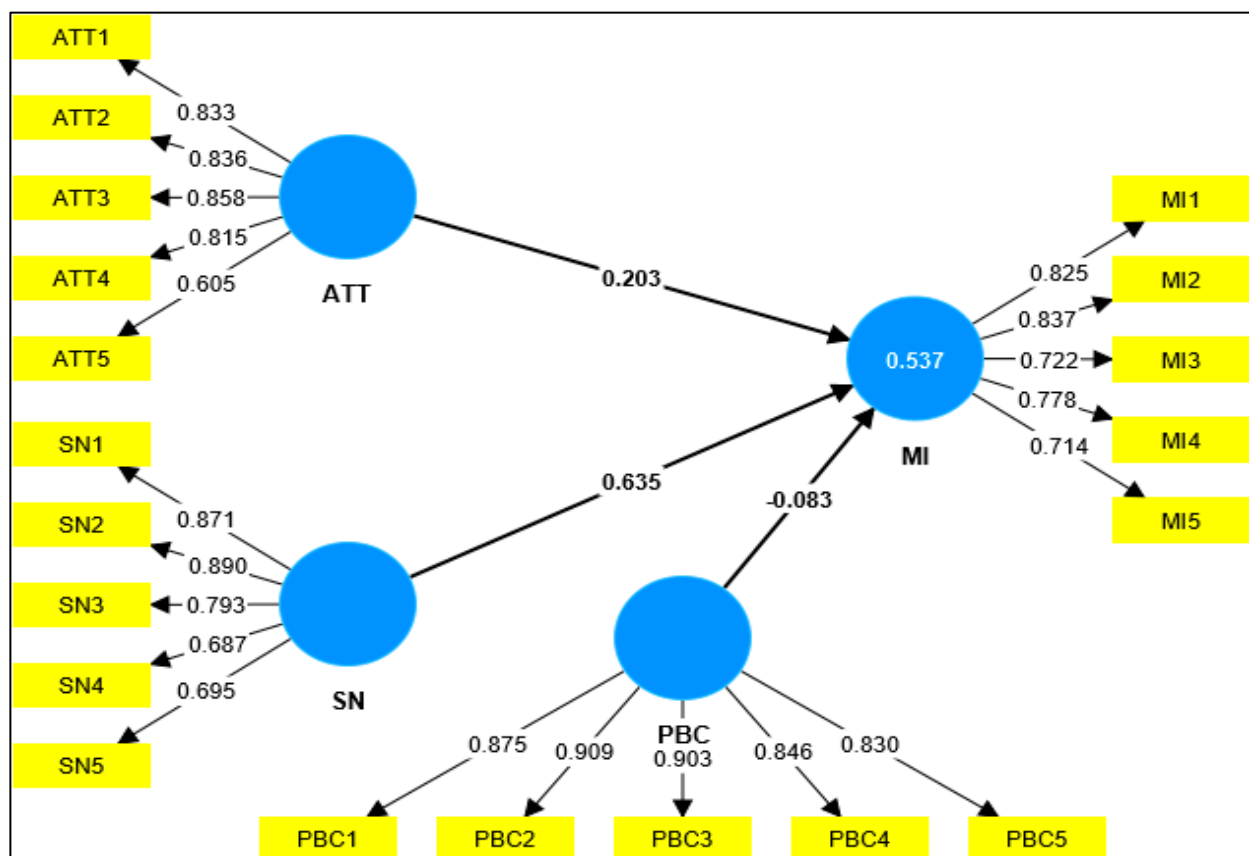 ATT1
ATT2
ATT3
ATT4
ATT5
0.833
0.836
0.858
0.815
0.605
ATT
0.203
SN1
SN2
SN3
SN4
SN5
0.871
0.890
0.793
0.687
0.695
SN
0.635
-0.083
PBC
0.875
0.909
0.903
0.846
0.830
PBC1
PBC2
PBC3
PBC4
PBC5
0.537
MI
0.825
0.837
0.722
0.778
0.714
MI1
MI2
MI3
MI4
MI5